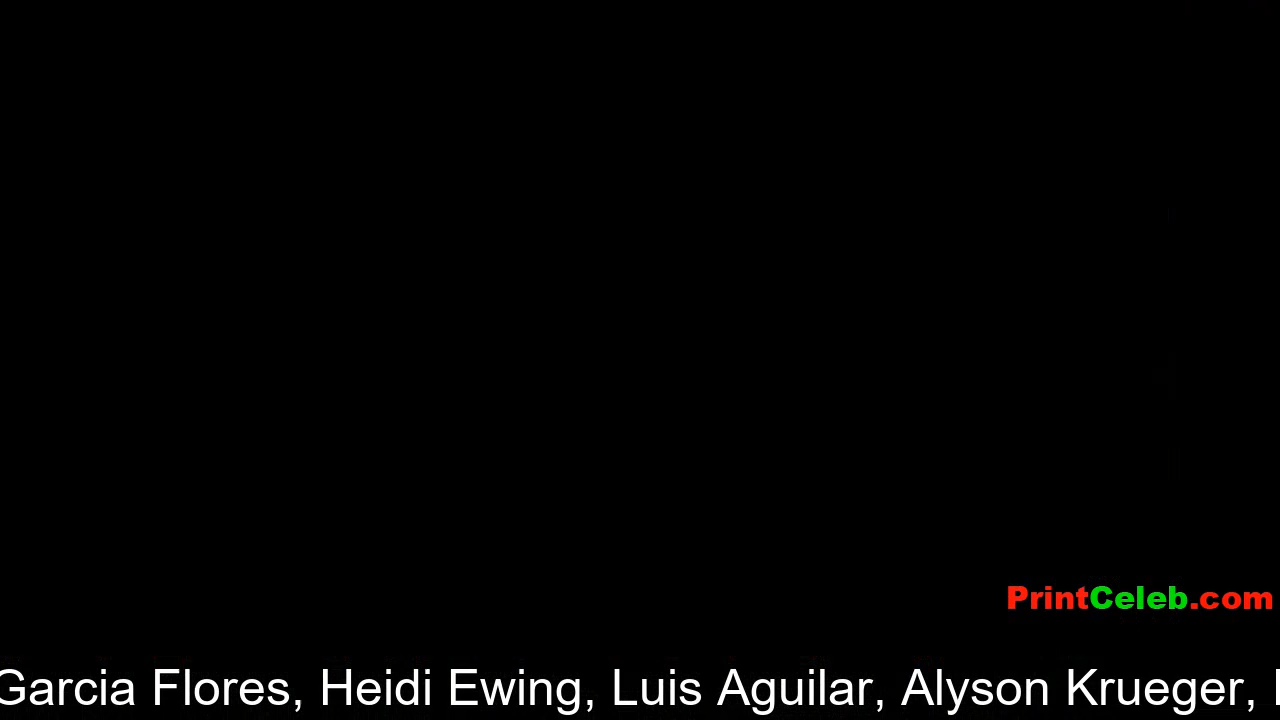 PrintCeleb.com
Garcia Flores, Heidi Ewing, Luis Aguilar, Alyson Krueger,